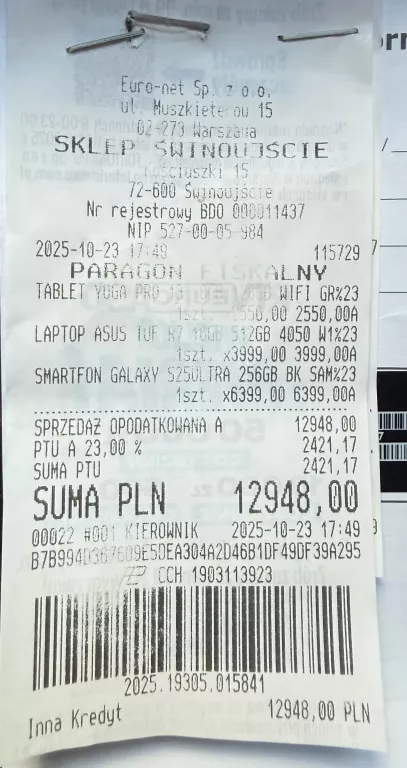 Euro-net Sp. z o.o.
ul. Muszkieterów 15
02-273 Warszawa
SKLEP ŚWINOUJŚCIE
Kościuszki 15
72-600 Świnoujście
Nr rejestrowy BDO 000011437
NIP 527-00-05-984
2025-10-23 17:49 115729
PARAGON FISKALNY
TABLET YOGA PRO WIFI GR%23
1szt. 2550,00A
LAPTOP ASUS TUF R7 16GB 512GB 4050 W1%23
1szt. x3999,00 3999,00A
SMARTFON GALAXY S25ULTRA 256GB BK SAM%23
1szt. x6399,00 6399,00A
SPRZEDAŻ OPODATKOWANA A 12948,00
PTU A 23,00 % 2421,17
SUMA PTU 2421,17
SUMA PLN 12948,00
00022 #001 KIEROWNIK 2025-10-23 17:49
CCH 1903113923
2025.19305.015841
Inna Kredyt 12948,00 PLN